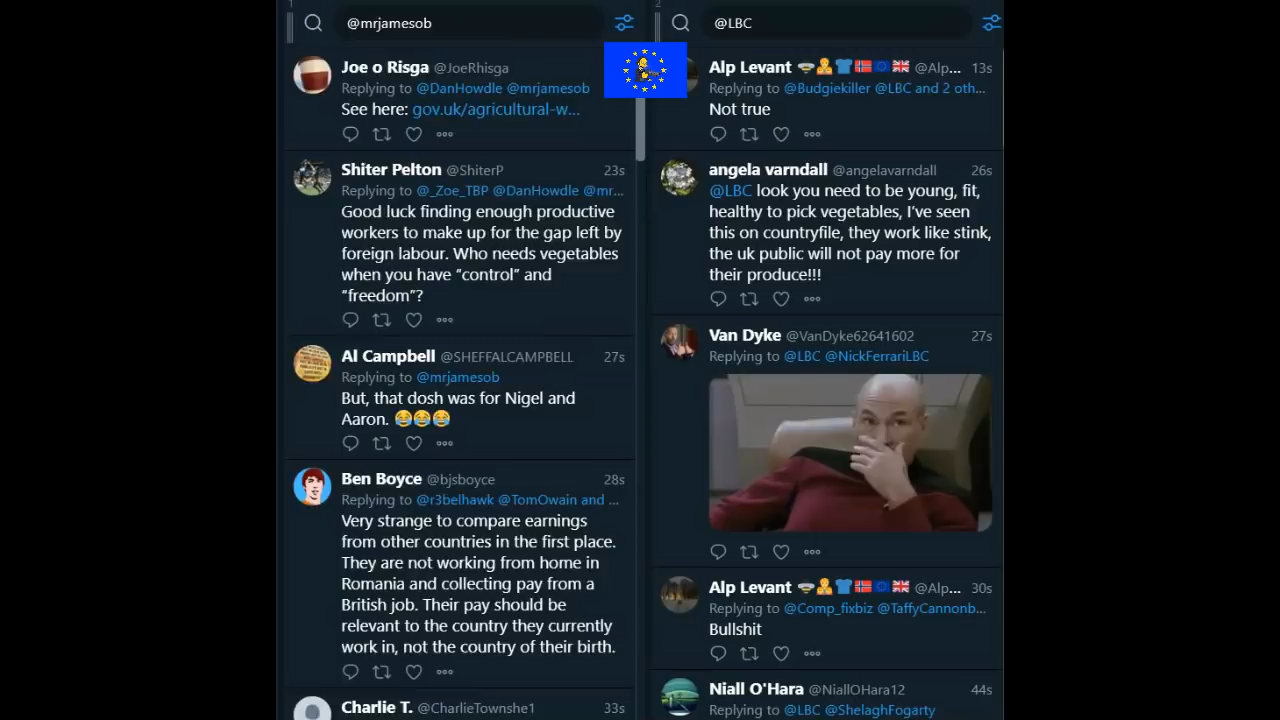 1
@mrjamesob
Joe o Risga @JoeRhisga
Replying to @DanHowdle @mrjamesob
See here: gov.uk/agricultural-w...
Shiter Pelton @ShiterP 23s
Replying to @_Zoe_TBP @DanHowdle @mr...
Good luck finding enough productive
workers to make up for the gap left by
foreign labour. Who needs vegetables
when you have “control” and
“freedom”?
Al Campbell @SHEFFALCAMPBELL 27s
Replying to @mrjamesob
But, that dosh was for Nigel and
Aaron. 😂😂😂
Ben Boyce @bjsboyce 28s
Replying to @r3belhawk @TomOwain and ...
Very strange to compare earnings
from other countries in the first place.
They are not working from home in
Romania and collecting pay from a
British job. Their pay should be
relevant to the country they currently
work in, not the country of their birth.
Charlie T. @CharlieTownshe1 33s
2
@LBC
Alp Levant @Alp... 13s
Replying to @Budgiekiller @LBC and 2 oth...
Not true
angela varndall @angelavarndall 26s
@LBC look you need to be young, fit,
healthy to pick vegetables, I’ve seen
this on countryfile, they work like stink,
the uk public will not pay more for
their produce!!!
Van Dyke @VanDyke62641602 27s
Replying to @LBC @NickFerrariLBC
Alp Levant @Alp... 30s
Replying to @Comp_fixbiz @TaffyCannonb...
Bullshit
Niall O'Hara @NiallOHara12 44s
Replying to @LBC @ShelaghFogarty